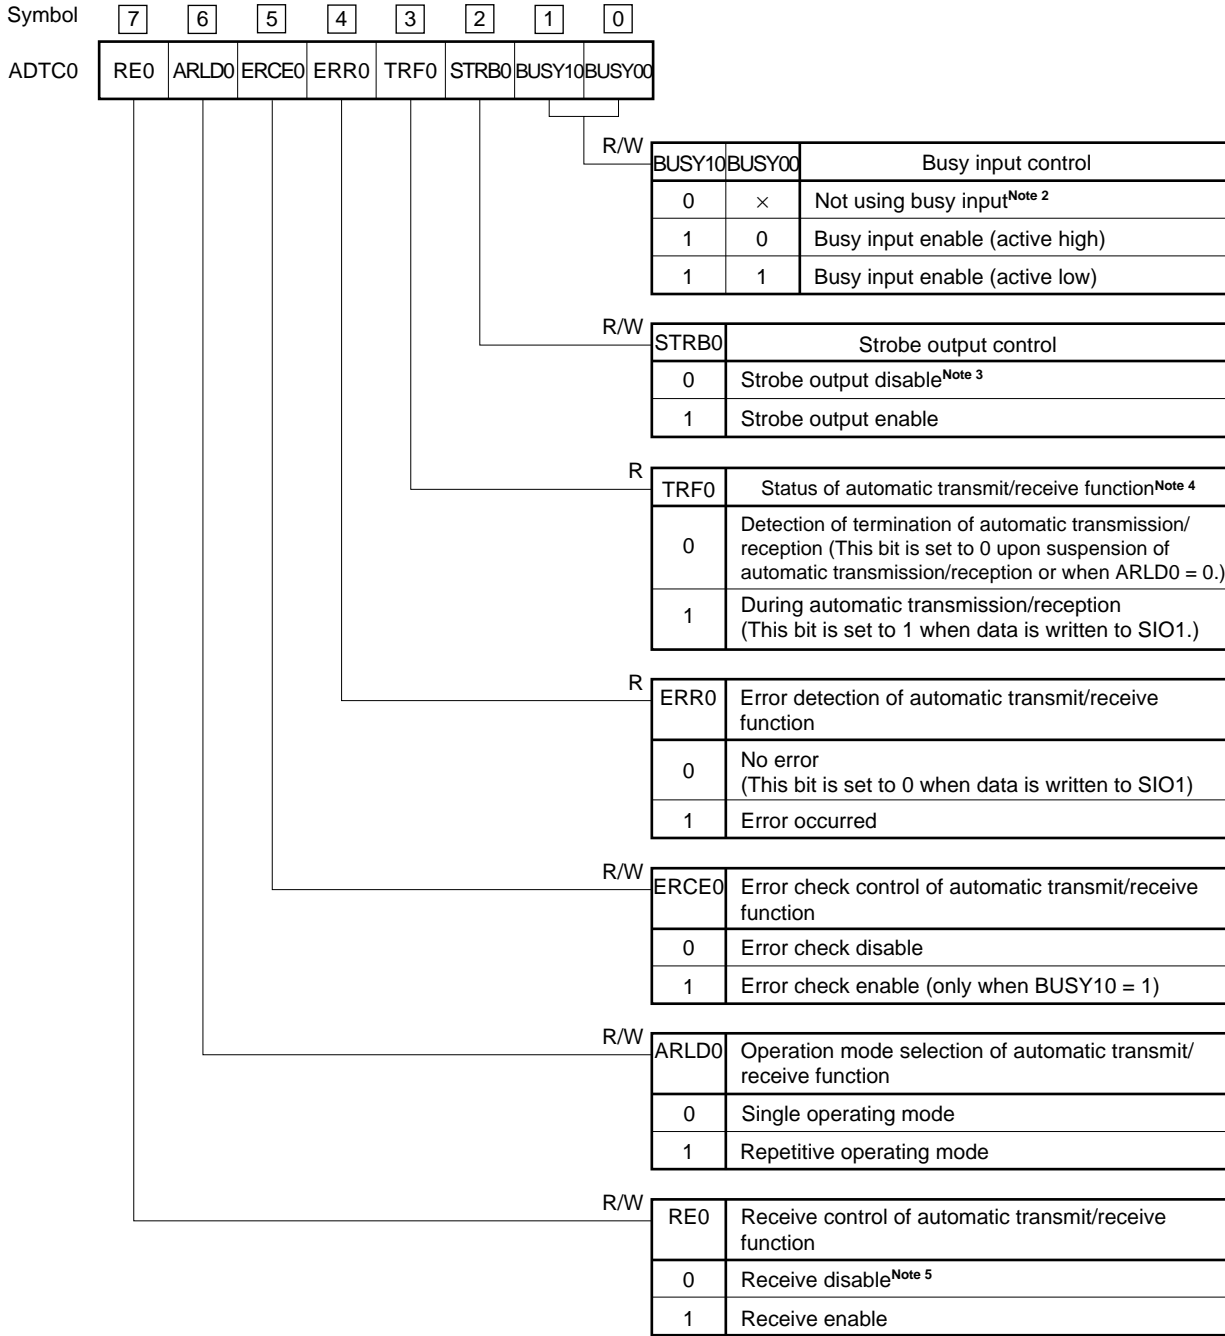 Symbol 7 6 5 4 3 2 1 0
ADTC0 RE0 ARLD0 ERCE0 ERR0 TRF0 STRB0 BUSY10 BUSY00
R/W
BUSY10 BUSY00 Busy input control
0 × Not using busy inputNote 2
1 0 Busy input enable (active high)
1 1 Busy input enable (active low)
R/W
STRB0 Strobe output control
0 Strobe output disableNote 3
1 Strobe output enable
R
TRF0 Status of automatic transmit/receive functionNote 4
0 Detection of termination of automatic transmission/
reception (This bit is set to 0 upon suspension of
automatic transmission/reception or when ARLD0 = 0.)
1 During automatic transmission/reception
(This bit is set to 1 when data is written to SIO1.)
R
ERR0 Error detection of automatic transmit/receive
function
0 No error
(This bit is set to 0 when data is written to SIO1)
1 Error occurred
R/W
ERCE0 Error check control of automatic transmit/receive
function
0 Error check disable
1 Error check enable (only when BUSY10 = 1)
R/W
ARLD0 Operation mode selection of automatic transmit/
receive function
0 Single operating mode
1 Repetitive operating mode
R/W
RE0 Receive control of automatic transmit/receive
function
0 Receive disableNote 5
1 Receive enable